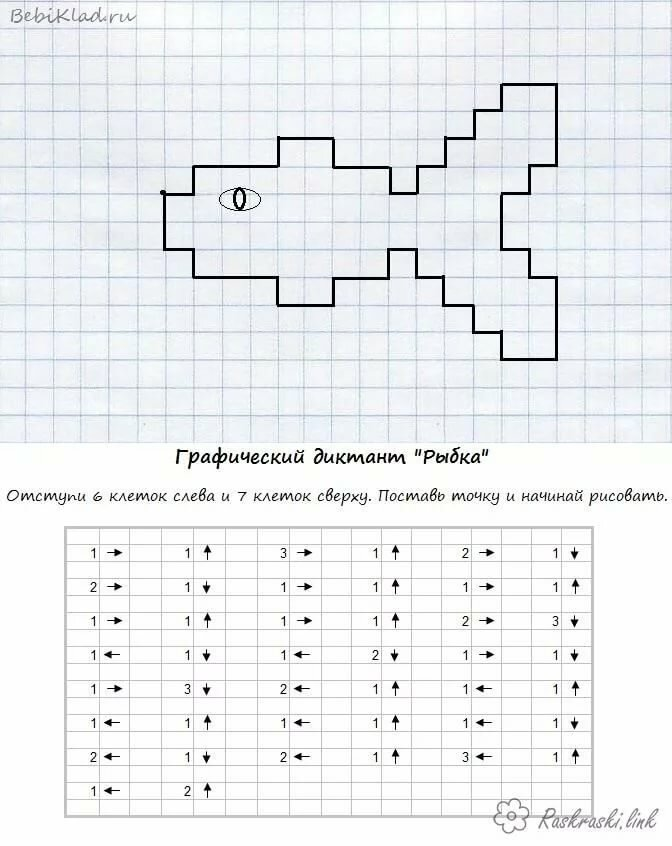 BebiKlad.ru
Графический диктант "Рыбка"
Отступи 6 клеток слева и 7 клеток сверху. Поставь точку и начинай рисовать.
1 → 1 ↑ 3 → 1 ↑ 2 → 1 ↓
2 → 1 ↓ 1 → 1 ↑ 1 → 1 ↑
1 → 1 ↑ 1 → 1 ↑ 2 → 3 ↓
1 ← 1 ↓ 1 ← 2 ↓ 1 → 1 ↓
1 → 3 ↓ 2 ← 1 ↑ 1 ← 1 ↑
1 ← 1 ↑ 1 ← 1 ↑ 1 ← 1 ↓
2 ← 1 ↓ 2 ← 1 ↑ 3 ← 1 ↑
1 ← 2 ↑
Raskraski.link